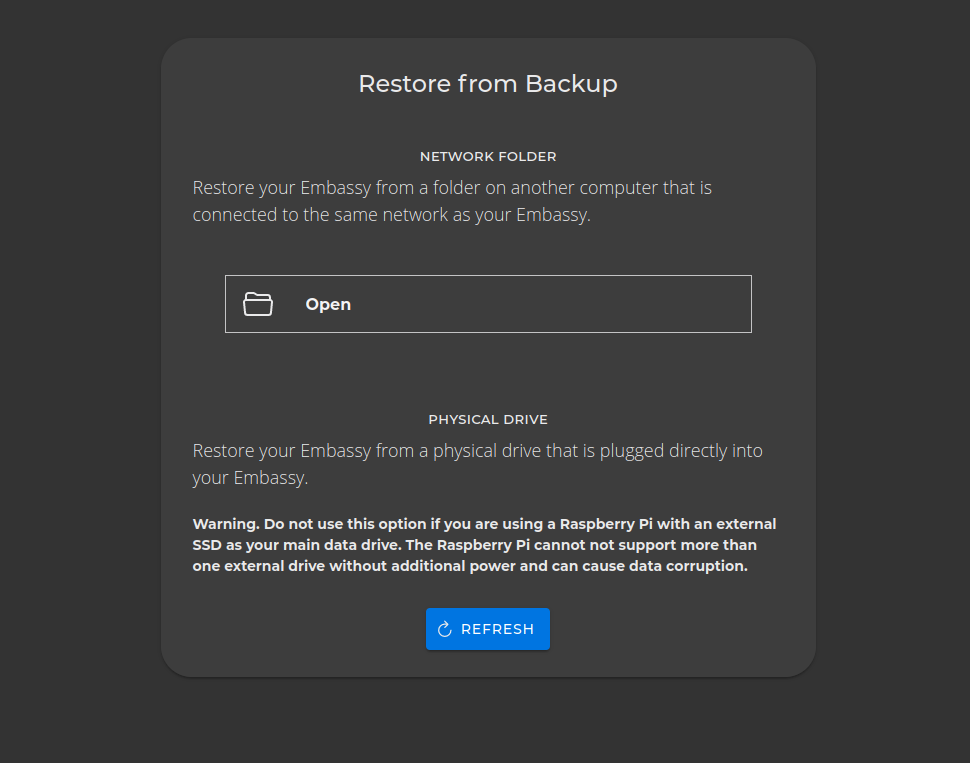 Restore from Backup
NETWORK FOLDER
Restore your Embassy from a folder on another computer that is
connected to the same network as your Embassy.
Open
PHYSICAL DRIVE
Restore your Embassy from a physical drive that is plugged directly into
your Embassy.
Warning. Do not use this option if you are using a Raspberry Pi with an external
SSD as your main data drive. The Raspberry Pi cannot not support more than
one external drive without additional power and can cause data corruption.
REFRESH